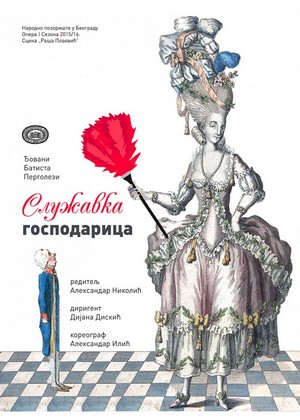 Народно позориште у Београду
Опера | Сезона 2015/16.
Сцена „Раша Плаовић“
Ђовани
Батиста
Перголези
Служавка
господарица
редитељ
Александар Николић
диригент
Дијана Дискић
кореограф
Александар Илић